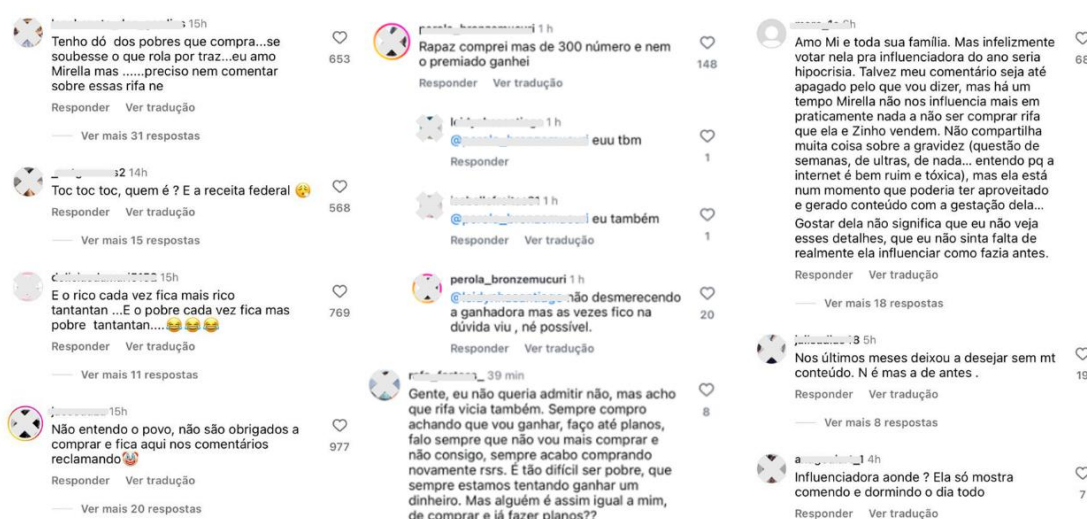 15h
Tenho dó dos pobres que compra...se
soubesse o que rola por traz...eu amo
Mirella mas ......preciso nem comentar
sobre essas rifa ne
653
Responder Ver tradução
Ver mais 31 respostas
s2 14h
Toc toc toc, quem é ? E a receita federal 😤
568
Responder Ver tradução
Ver mais 15 respostas
15h
E o rico cada vez fica mais rico
tantantan ...E o pobre cada vez fica mas
pobre tantantan....😂😂😂
769
Responder Ver tradução
Ver mais 11 respostas
15h
Não entendo o povo, não são obrigados a
comprar e fica aqui nos comentários
reclamando🤡
977
Responder Ver tradução
Ver mais 20 respostas
1 h
Rapaz comprei mas de 300 número e nem
o premiado ganhei
148
Responder Ver tradução
1 h
euu tbm
1
Responder
1 h
eu também
1
Responder Ver tradução
perola_bronzemucuri 1 h
não desmerecendo
a ganhadora mas as vezes fico na
dúvida viu , né possível.
20
Responder Ver tradução
39 min
Gente, eu não queria admitir não, mas acho
que rifa vicia também. Sempre compro
achando que vou ganhar, faço até planos,
falo sempre que não vou mais comprar e
não consigo, sempre acabo comprando
novamente rsrs. É tão difícil ser pobre, que
sempre estamos tentando ganhar um
dinheiro. Mas alguém é assim igual a mim,
de comprar e já fazer planos??
8
Amo Mi e toda sua família. Mas infelizmente
votar nela pra influenciadora do ano seria
hipocrisia. Talvez meu comentário seja até
apagado pelo que vou dizer, mas há um
tempo Mirella não nos influencia mais em
praticamente nada a não ser comprar rifa
que ela e Zinho vendem. Não compartilha
muita coisa sobre a gravidez (questão de
semanas, de ultras, de nada... entendo pq a
internet é bem ruim e tóxica), mas ela está
num momento que poderia ter aproveitado
e gerado conteúdo com a gestação dela...
Gostar dela não significa que eu não veja
esses detalhes, que eu não sinta falta de
realmente ela influenciar como fazia antes.
Responder Ver tradução
Ver mais 18 respostas
5h
Nos últimos meses deixou a desejar sem mt
conteúdo. N é mas a de antes .
Responder Ver tradução
Ver mais 8 respostas
4h
Influenciadora aonde ? Ela só mostra
comendo e dormindo o dia todo
Responder Ver tradução